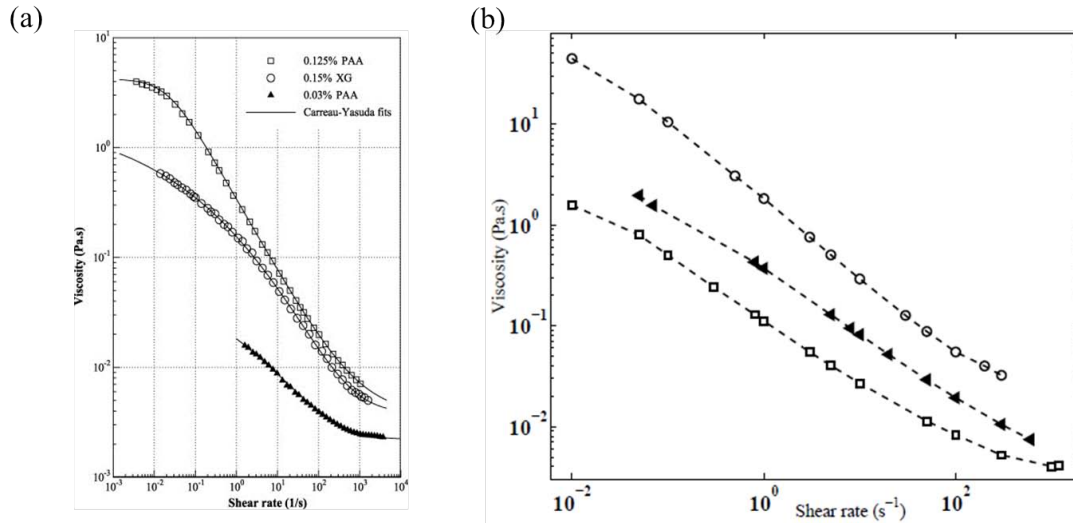 (a)
(b)
10¹
10⁰
10⁻¹
10⁻²
10⁻³
Viscosity (Pa.s)
0.125% PAA
0.15% XG
0.03% PAA
Carreau-Yasuda fits
10⁻³ 10⁻² 10⁻¹ 10⁰ 10¹ 10² 10³ 10⁴
Shear rate (1/s)
10¹
10⁰
10⁻¹
10⁻²
Viscosity (Pa.s)
10⁻² 10⁰ 10²
Shear rate (s⁻¹)